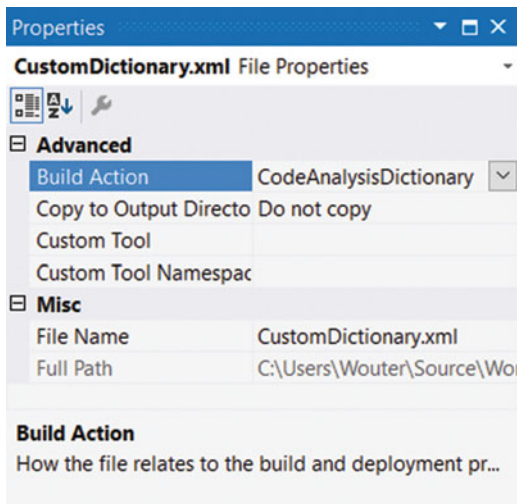 Properties
CustomDictionary.xml File Properties
Advanced
Build Action CodeAnalysisDictionary
Copy to Output Directo Do not copy
Custom Tool
Custom Tool Namespac
Misc
File Name CustomDictionary.xml
Full Path C:\Users\Wouter\Source\Wor
Build Action
How the file relates to the build and deployment pr...